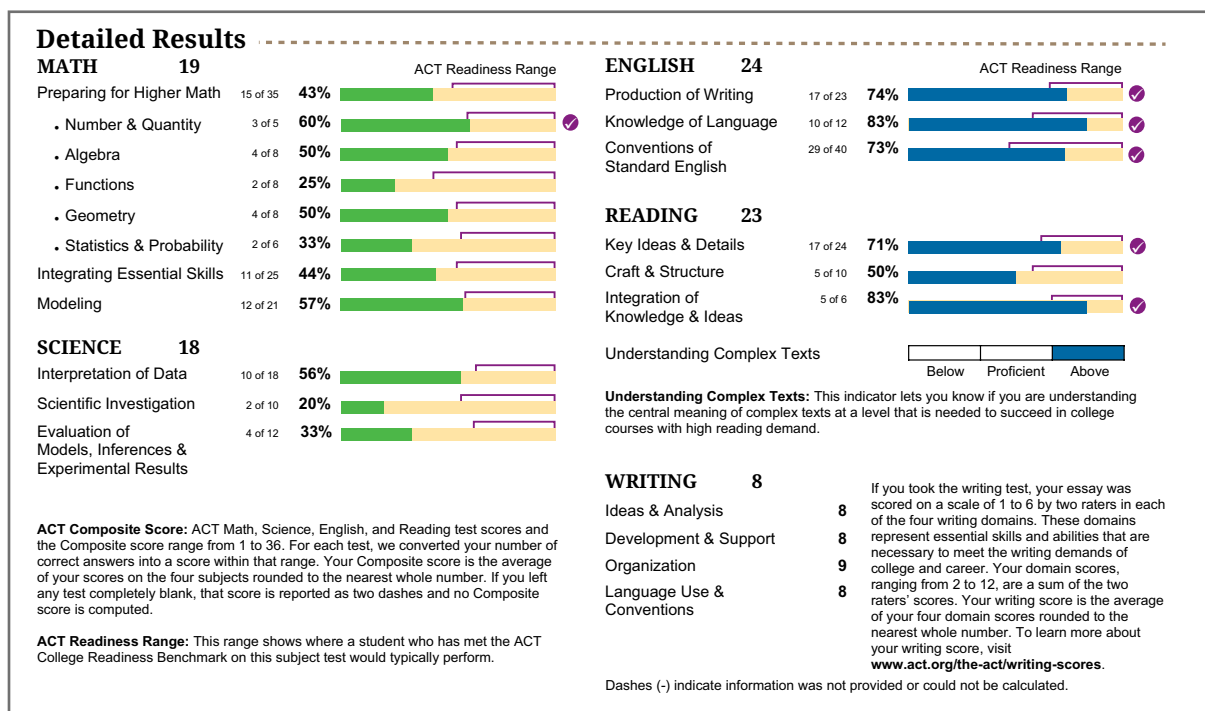 Detailed Results
MATH 19
ACT Readiness Range
Preparing for Higher Math 15 of 35 43%
• Number & Quantity 3 of 5 60%
• Algebra 4 of 8 50%
• Functions 2 of 8 25%
• Geometry 4 of 8 50%
• Statistics & Probability 2 of 6 33%
Integrating Essential Skills 11 of 25 44%
Modeling 12 of 21 57%
SCIENCE 18
Interpretation of Data 10 of 18 56%
Scientific Investigation 2 of 10 20%
Evaluation of 4 of 12 33%
Models, Inferences &
Experimental Results
ACT Composite Score: ACT Math, Science, English, and Reading test scores and
the Composite score range from 1 to 36. For each test, we converted your number of
correct answers into a score within that range. Your Composite score is the average
of your scores on the four subjects rounded to the nearest whole number. If you left
any test completely blank, that score is reported as two dashes and no Composite
score is computed.
ACT Readiness Range: This range shows where a student who has met the ACT
College Readiness Benchmark on this subject test would typically perform.
ENGLISH 24
ACT Readiness Range
Production of Writing 17 of 23 74%
Knowledge of Language 10 of 12 83%
Conventions of 29 of 40 73%
Standard English
READING 23
Key Ideas & Details 17 of 24 71%
Craft & Structure 5 of 10 50%
Integration of 5 of 6 83%
Knowledge & Ideas
Understanding Complex Texts
Below Proficient Above
Understanding Complex Texts: This indicator lets you know if you are understanding
the central meaning of complex texts at a level that is needed to succeed in college
courses with high reading demand.
WRITING 8
Ideas & Analysis 8
Development & Support 8
Organization 9
Language Use & 8
Conventions
If you took the writing test, your essay was
scored on a scale of 1 to 6 by two raters in each
of the four writing domains. These domains
represent essential skills and abilities that are
necessary to meet the writing demands of
college and career. Your domain scores,
ranging from 2 to 12, are a sum of the two
raters' scores. Your writing score is the average
of your four domain scores rounded to the
nearest whole number. To learn more about
your writing score, visit
www.act.org/the-act/writing-scores.
Dashes (-) indicate information was not provided or could not be calculated.